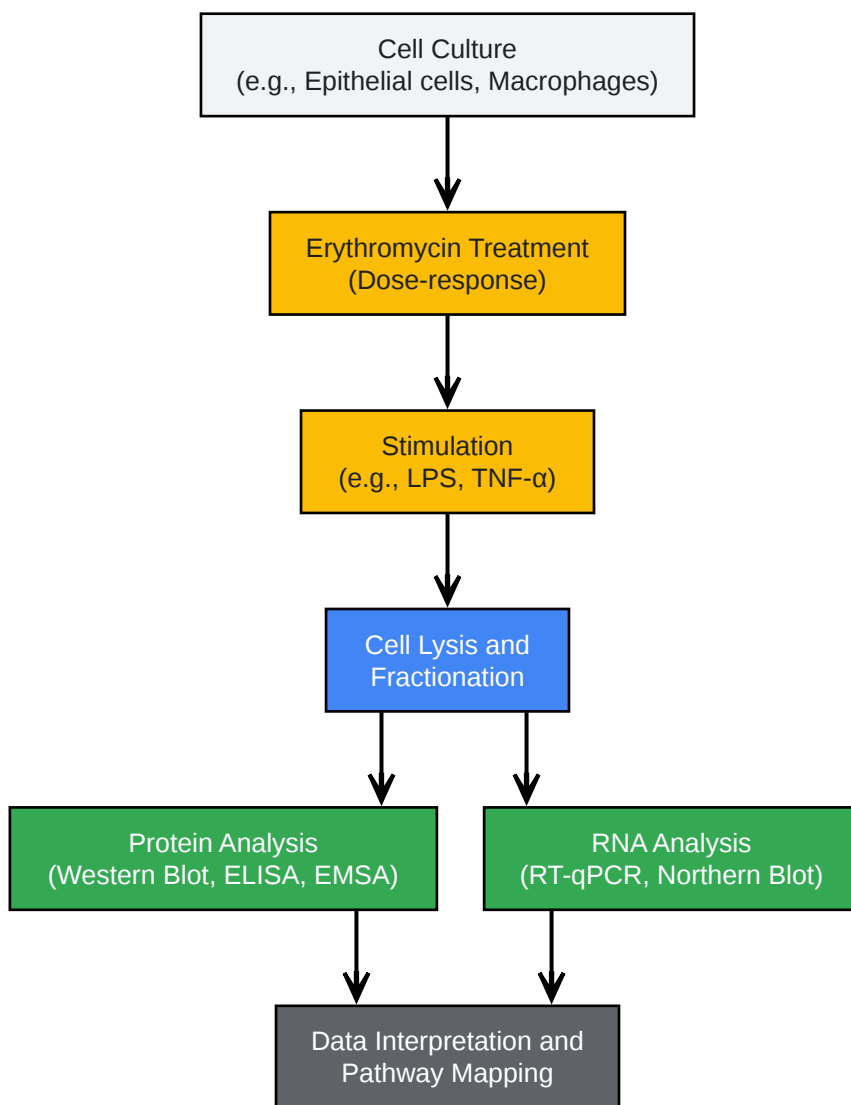 Cell Culture
(e.g., Epithelial cells, Macrophages)
Erythromycin Treatment
(Dose-response)
Stimulation
(e.g., LPS, TNF-α)
Cell Lysis and
Fractionation
Protein Analysis
(Western Blot, ELISA, EMSA)
RNA Analysis
(RT-qPCR, Northern Blot)
Data Interpretation and
Pathway Mapping